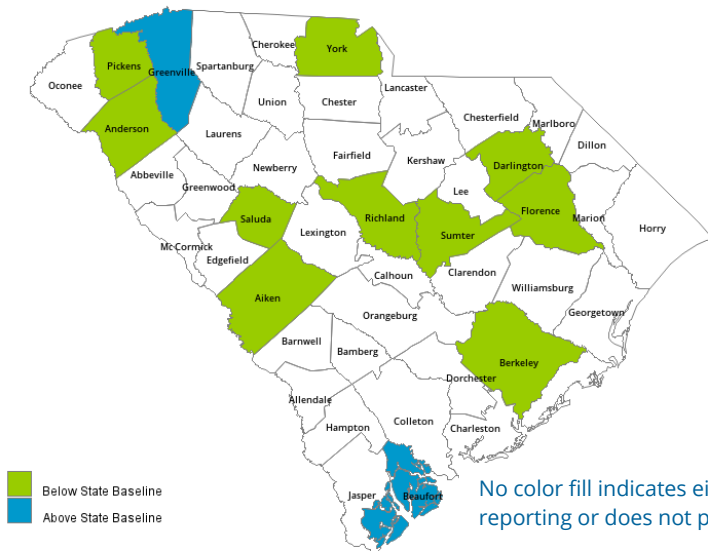 Cherokee
York
Pickens
Greenville
Spartanburg
Oconee
Union
Chester
Lancaster
Anderson
Laurens
Chesterfield
Marlboro
Dillon
Abbeville
Greenwood
Newberry
Fairfield
Kershaw
Darlington
Lee
Saluda
Richland
Florence
Marion
Horry
Mc Cormick
Edgefield
Lexington
Sumter
Calhoun
Clarendon
Williamsburg
Aiken
Orangeburg
Georgetown
Barnwell
Bamberg
Berkeley
Dorchester
Allendale
Hampton
Colleton
Charleston
Jasper
Beaufort
Below State Baseline
Above State Baseline
No color fill indicates ei
reporting or does not p